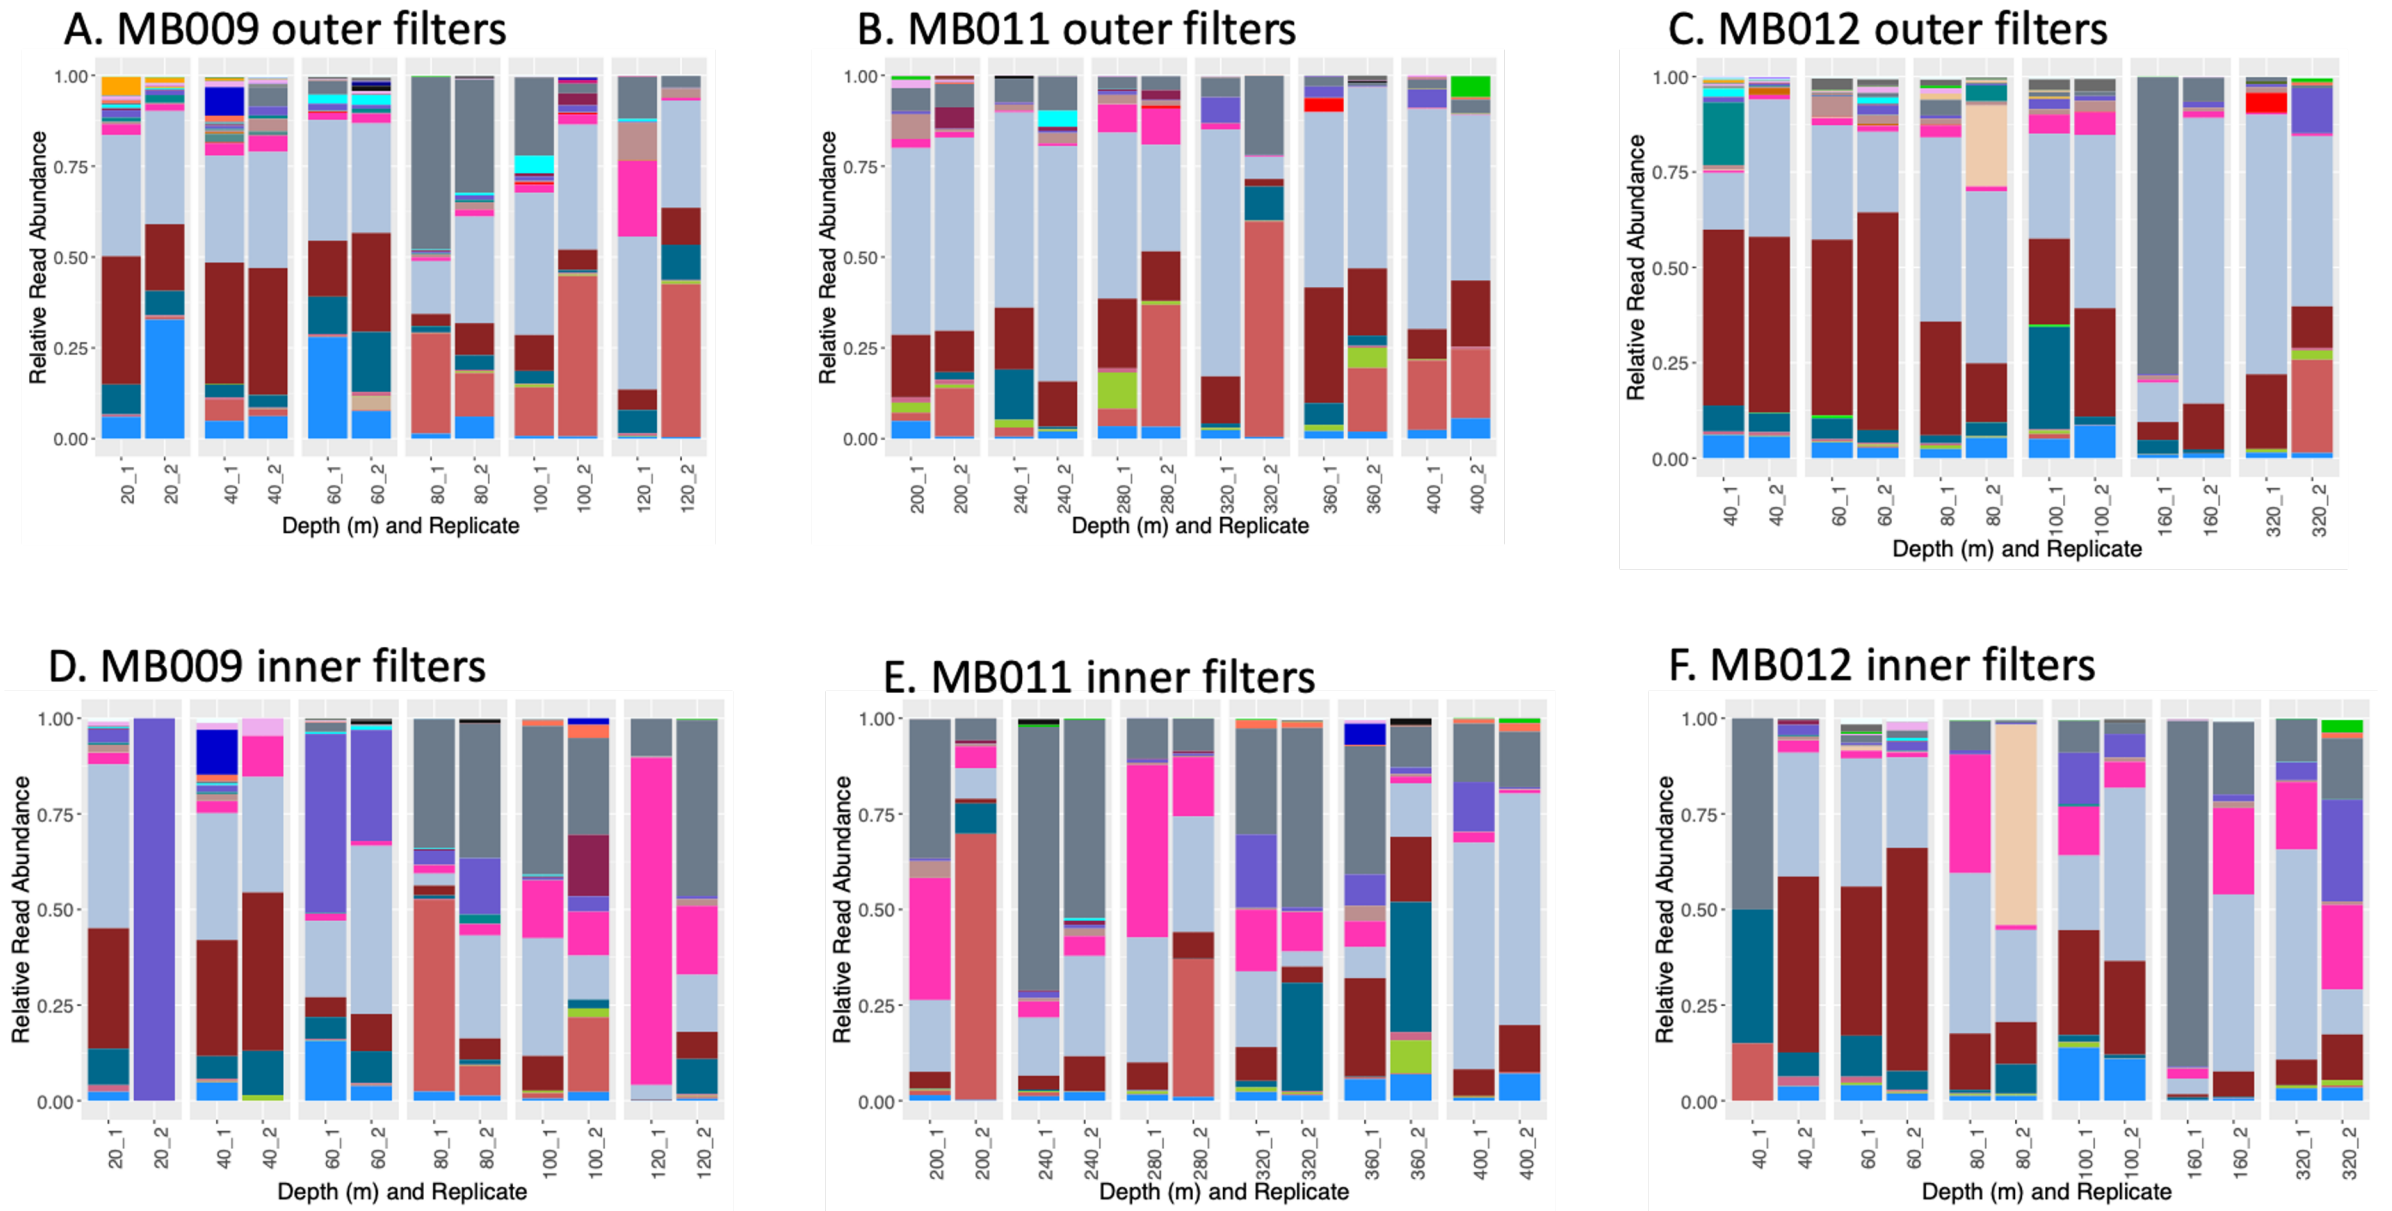 A. MB009 outer filters
1.00
0.75
0.50
0.25
0.00
Relative Read Abundance
20_1 20_2 40_1 40_2 60_1 60_2 80_1 80_2 100_1 100_2 120_1 120_2
Depth (m) and Replicate
B. MB011 outer filters
1.00
0.75
0.50
0.25
0.00
Relative Read Abundance
200_1 200_2 240_1 240_2 280_1 280_2 320_1 320_2 360_1 360_2 400_1 400_2
Depth (m) and Replicate
C. MB012 outer filters
1.00
0.75
0.50
0.25
0.00
Relative Read Abundance
40_1 40_2 60_1 60_2 80_1 80_2 100_1 100_2 160_1 160_2 320_1 320_2
Depth (m) and Replicate
D. MB009 inner filters
1.00
0.75
0.50
0.25
0.00
Relative Read Abundance
20_1 20_2 40_1 40_2 60_1 60_2 80_1 80_2 100_1 100_2 120_1 120_2
Depth (m) and Replicate
E. MB011 inner filters
1.00
0.75
0.50
0.25
0.00
Relative Read Abundance
200_1 200_2 240_1 240_2 280_1 280_2 320_1 320_2 360_1 360_2 400_1 400_2
Depth (m) and Replicate
F. MB012 inner filters
1.00
0.75
0.50
0.25
0.00
Relative Read Abundance
40_1 40_2 60_1 60_2 80_1 80_2 100_1 100_2 160_1 160_2 320_1 320_2
Depth (m) and Replicate